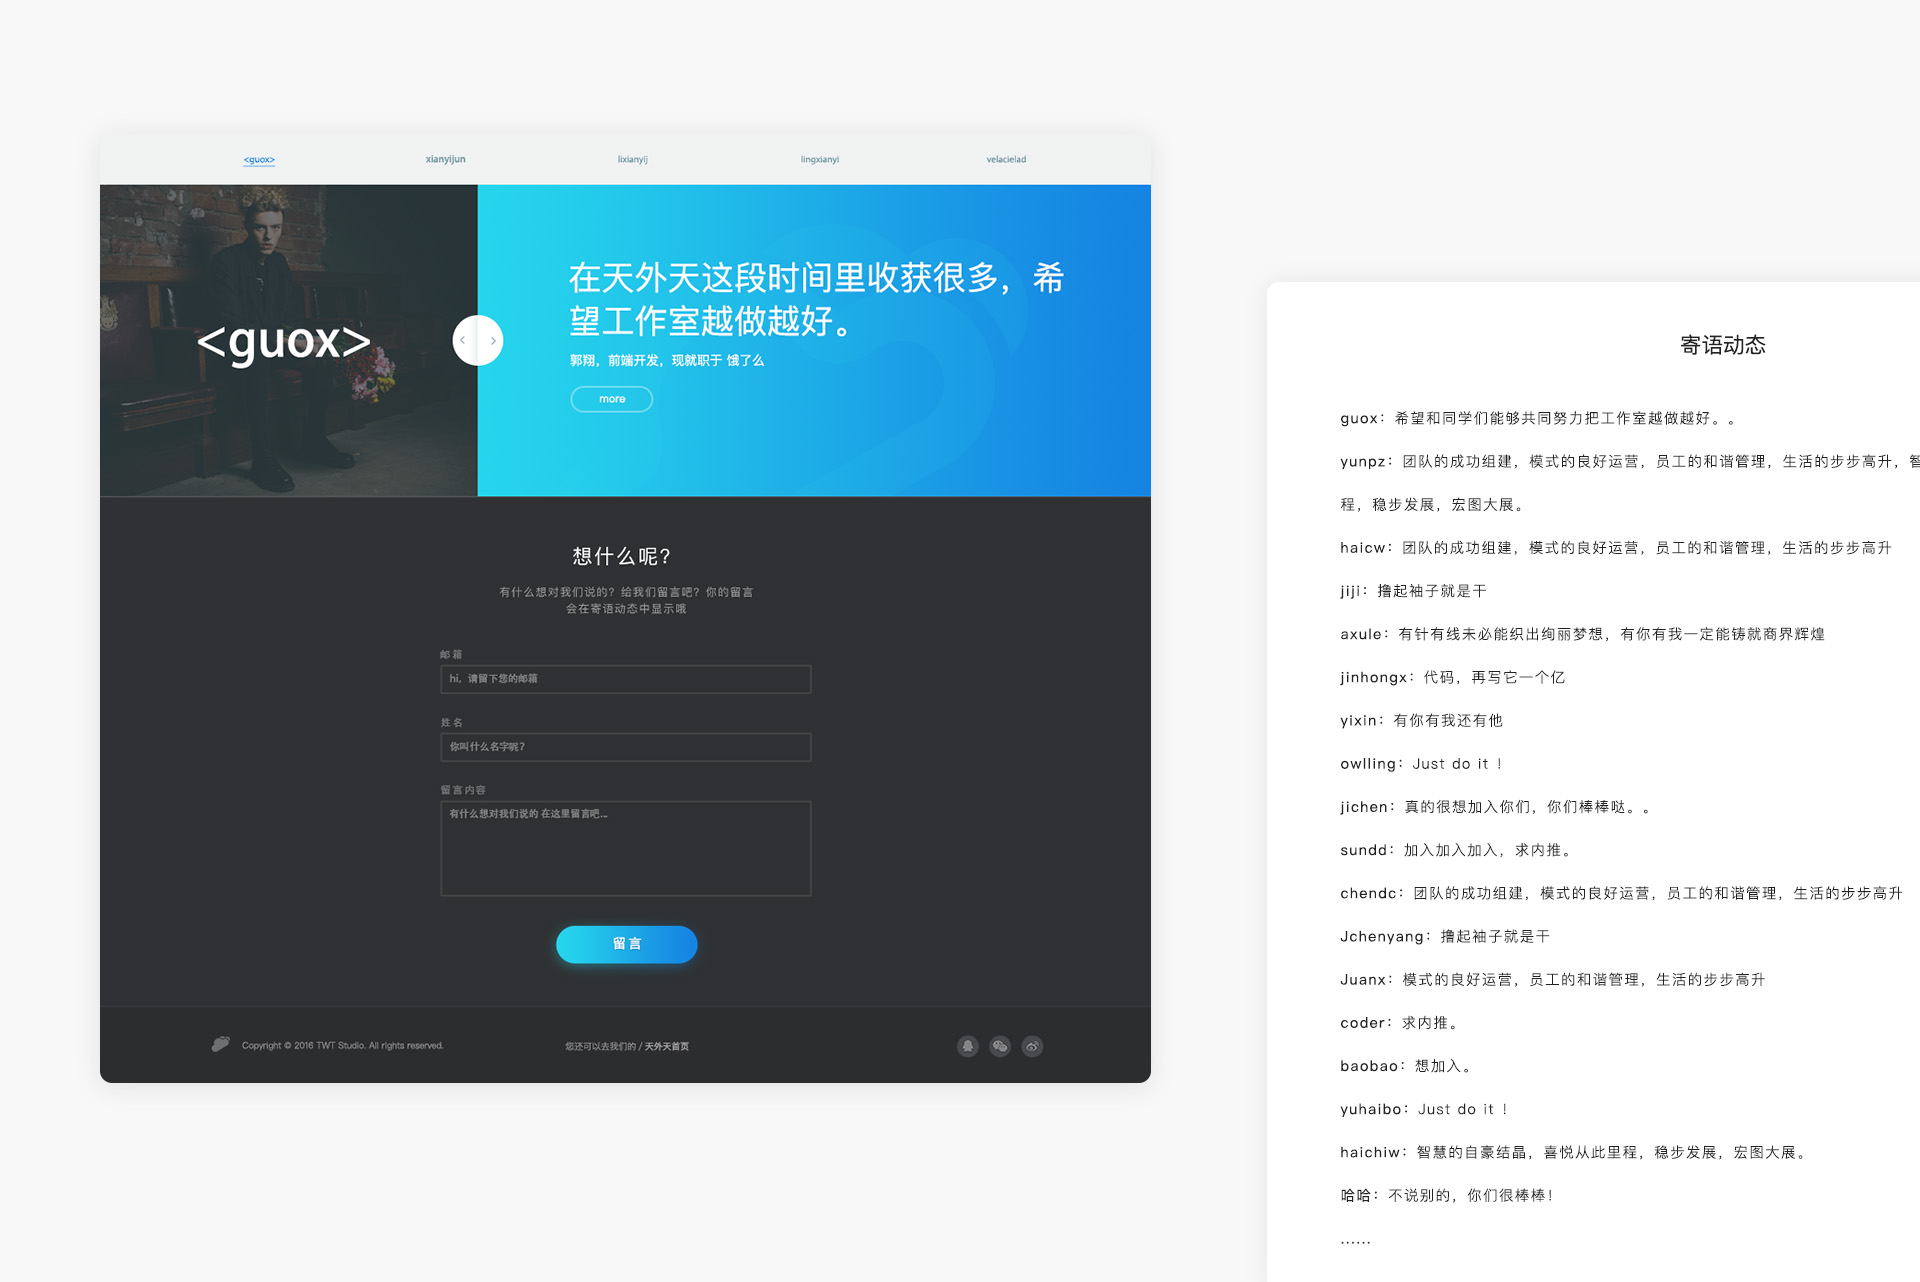 <guox>
xianyijun
lixianyij
lingxianyi
velacielad
<guox>
在天外天这段时间里收获很多，希
望工作室越做越好。
郭翔，前端开发，现就职于 饿了么
more
想什么呢？
有什么想对我们说的？给我们留言吧？你的留言
会在寄语动态中显示哦
邮箱
hi，请留下您的邮箱
姓名
你叫什么名字呢？
留言内容
有什么想对我们说的 在这里留言吧...
留言
Copyright © 2016 TWT Studio. All rights reserved.
您还可以去我们的 / 天外天首页
寄语动态
guox：希望和同学们能够共同努力把工作室越做越好。。
yunpz：团队的成功组建，模式的良好运营，员工的和谐管理，生活的步步高升，智
程，稳步发展，宏图大展。
haicw：团队的成功组建，模式的良好运营，员工的和谐管理，生活的步步高升
jiji：撸起袖子就是干
axule：有针有线未必能织出绚丽梦想，有你有我一定能铸就商界辉煌
jinhongx：代码，再写它一个亿
yixin：有你有我还有他
owlling：Just do it！
jichen：真的很想加入你们，你们棒棒哒。。
sundd：加入加入加入，求内推。
chendc：团队的成功组建，模式的良好运营，员工的和谐管理，生活的步步高升
Jchenyang：撸起袖子就是干
Juanx：模式的良好运营，员工的和谐管理，生活的步步高升
coder：求内推。
baobao：想加入。
yuhaibo：Just do it！
haichiw：智慧的自豪结晶，喜悦从此里程，稳步发展，宏图大展。
哈哈：不说别的，你们很棒棒！
......